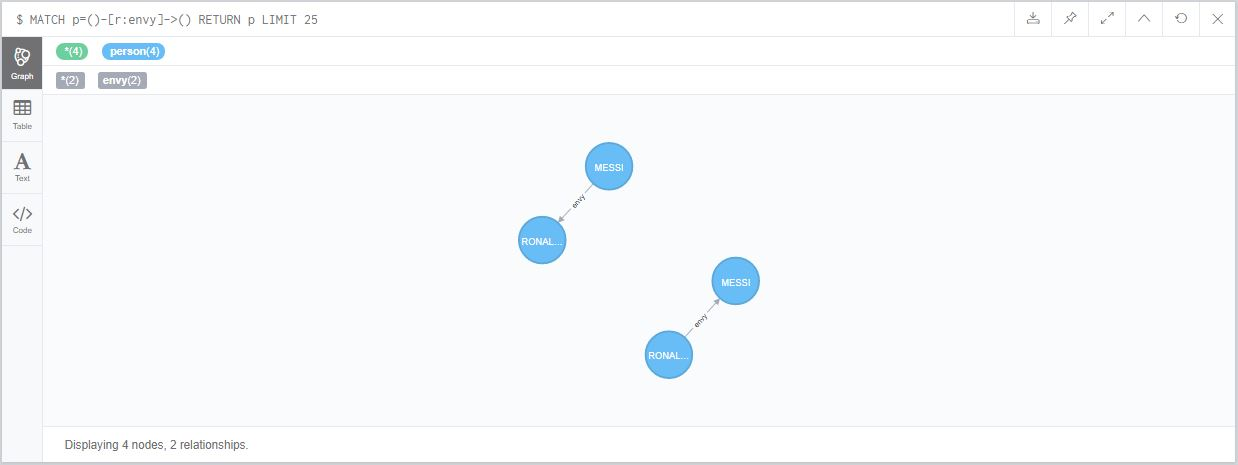 $ MATCH p=()-[r:envy]->() RETURN p LIMIT 25
*(4) person(4)
*(2) envy(2)
Graph
Table
Text
Code
MESSI
envy
RONAL...
MESSI
envy
RONAL...
Displaying 4 nodes, 2 relationships.